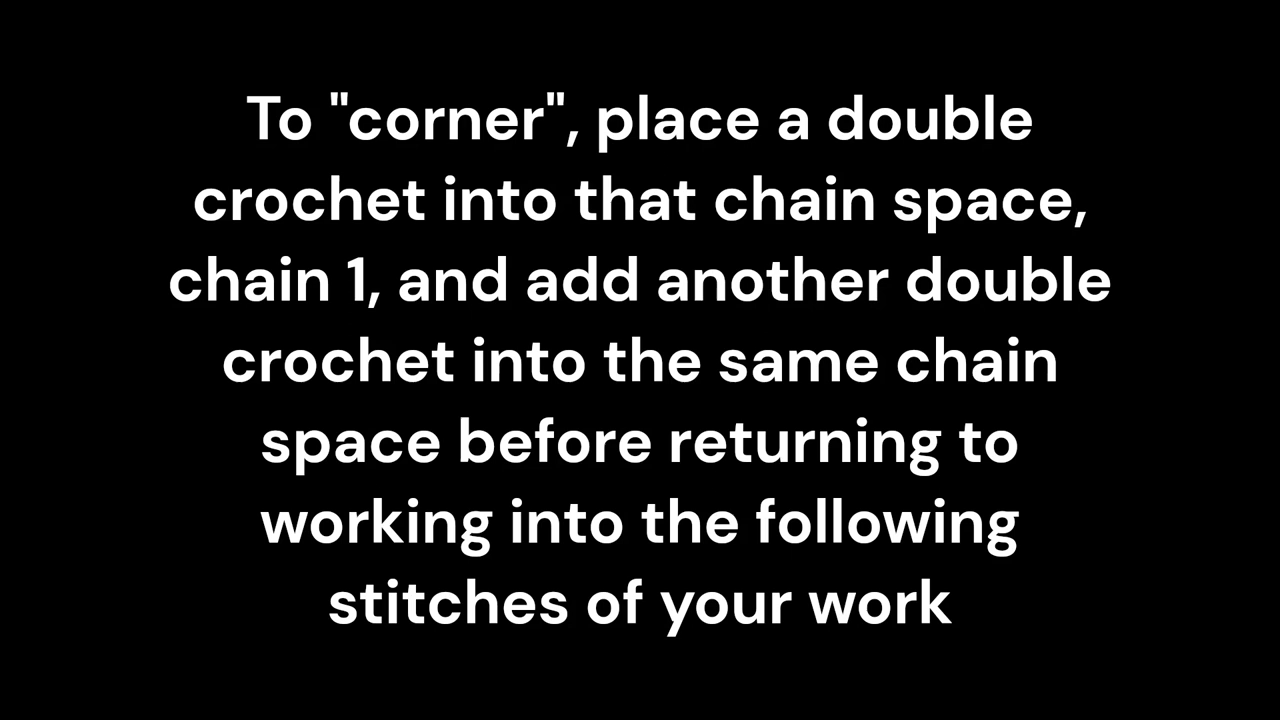 To "corner", place a double
crochet into that chain space,
chain 1, and add another double
crochet into the same chain
space before returning to
working into the following
stitches of your work